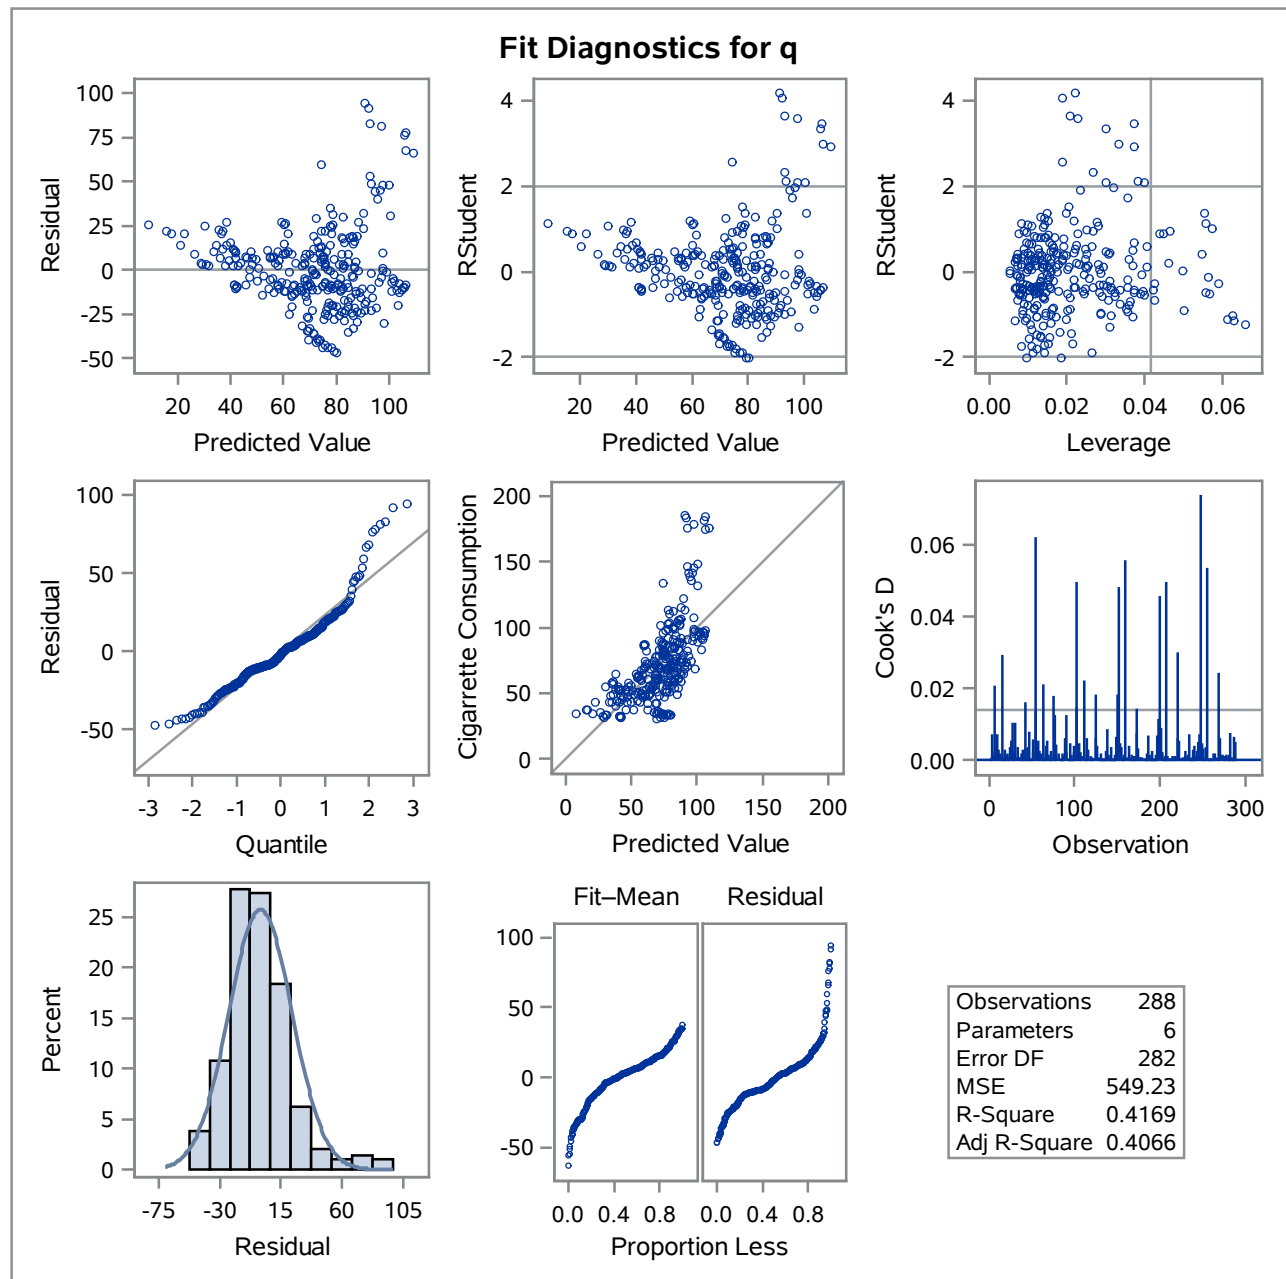 Fit Diagnostics for q
100
75
50
25
0
-25
-50
Residual
20 40 60 80 100
Predicted Value
4
2
0
-2
RStudent
20 40 60 80 100
Predicted Value
4
2
0
-2
RStudent
0.00 0.02 0.04 0.06
Leverage
100
50
0
-50
Residual
-3 -2 -1 0 1 2 3
Quantile
200
150
100
50
0
Cigarrette Consumption
0 50 100 150 200
Predicted Value
0.06
0.04
0.02
0.00
Cook's D
0 100 200 300
Observation
25
20
15
10
5
0
Percent
-75 -30 15 60 105
Residual
Fit–Mean Residual
100
50
0
-50
0.0 0.4 0.8 0.0 0.4 0.8
Proportion Less
Observations 288
Parameters 6
Error DF 282
MSE 549.23
R-Square 0.4169
Adj R-Square 0.4066